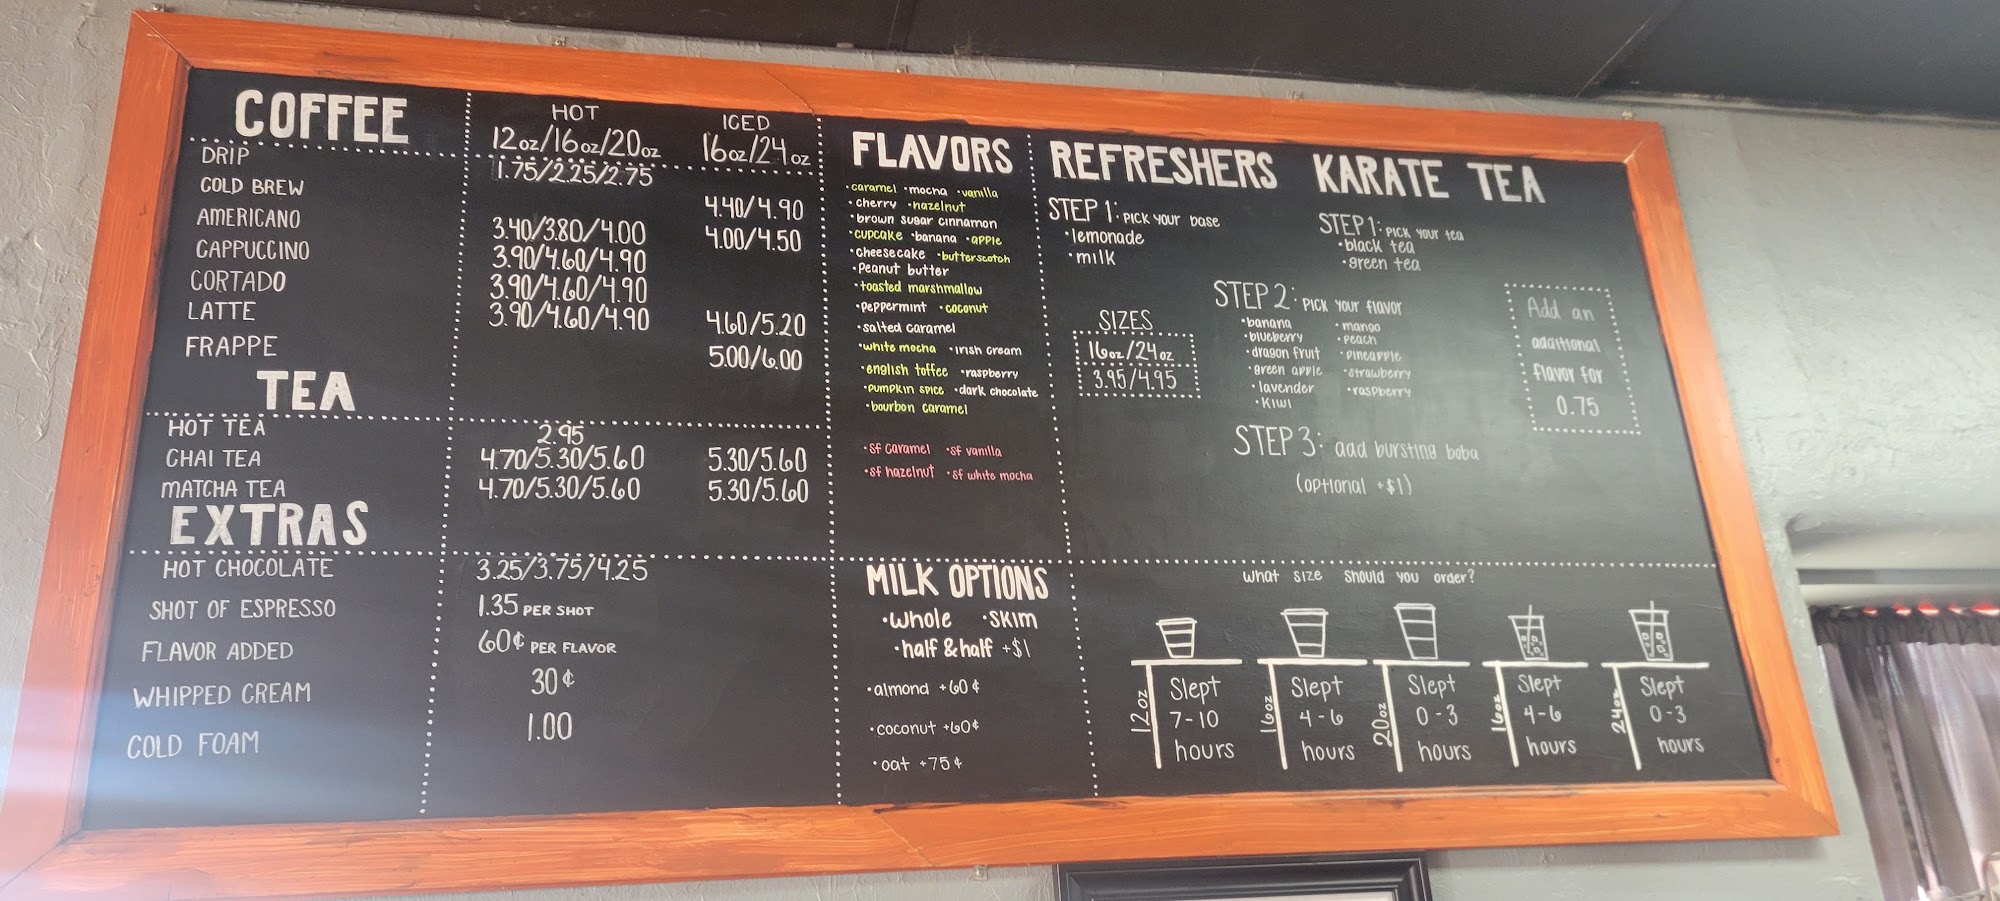 COFFEE
HOT
12oz/16oz/20oz
ICED
16oz/24oz
DRIP
1.75/2.25/2.75
COLD BREW
4.40/4.90
AMERICANO
3.40/3.80/4.00
4.00/4.50
CAPPUCCINO
3.90/4.60/4.90
CORTADO
3.90/4.60/4.90
LATTE
3.90/4.60/4.90
4.60/5.20
FRAPPE
5.00/6.00
TEA
HOT TEA
2.95
CHAI TEA
4.70/5.30/5.60
5.30/5.60
MATCHA TEA
4.70/5.30/5.60
5.30/5.60
EXTRAS
HOT CHOCOLATE
3.25/3.75/4.25
SHOT OF ESPRESSO
1.35 PER SHOT
FLAVOR ADDED
60¢ PER FLAVOR
WHIPPED CREAM
30¢
COLD FOAM
1.00
FLAVORS
•caramel •mocha •vanilla
•cherry •hazelnut
•brown sugar cinnamon
•cupcake •banana •apple
•cheesecake •butterscotch
•Peanut butter
•toasted marshmallow
•peppermint •coconut
•salted caramel
•white mocha •irish cream
•english toffee •raspberry
•pumpkin spice •dark chocolate
•bourbon caramel
•sf caramel •sf vanilla
•sf hazelnut •sf white mocha
MILK OPTIONS
•whole •skim
•half & half +$1
•almond +60¢
•coconut +60¢
•oat +75¢
REFRESHERS
STEP 1: PICK your base
•lemonade
•milk
SIZES
16oz/24oz
3.95/4.95
KARATE TEA
STEP 1: PICK your tea
•black tea
•green tea
STEP 2: PICK your flavor
•banana •mango
•blueberry •peach
•dragon fruit •pineapple
•green apple •strawberry
•lavender •raspberry
•kiwi
STEP 3: add bursting boba
(optional +$1)
Add an
additional
flavor for
0.75
What size should you order?
12oz
Slept
7-10
hours
16oz
Slept
4-6
hours
20oz
Slept
0-3
hours
16oz
Slept
4-6
hours
24oz
Slept
0-3
hours